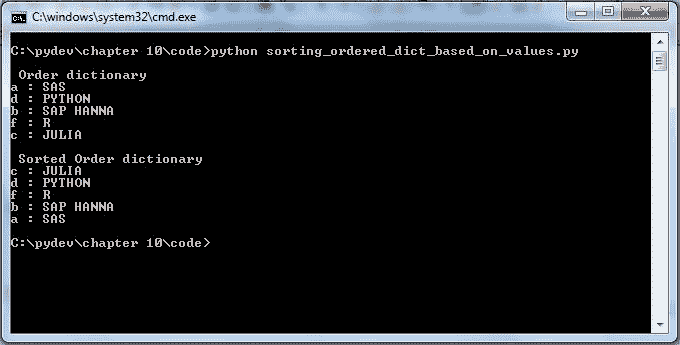 C:\windows\system32\cmd.exe
C:\pydev\chapter 10\code>python sorting_ordered_dict_based_on_values.py
Order dictionary
a : SAS
d : PYTHON
b : SAP HANNA
f : R
c : JULIA
Sorted Order dictionary
c : JULIA
d : PYTHON
f : R
b : SAP HANNA
a : SAS
C:\pydev\chapter 10\code>